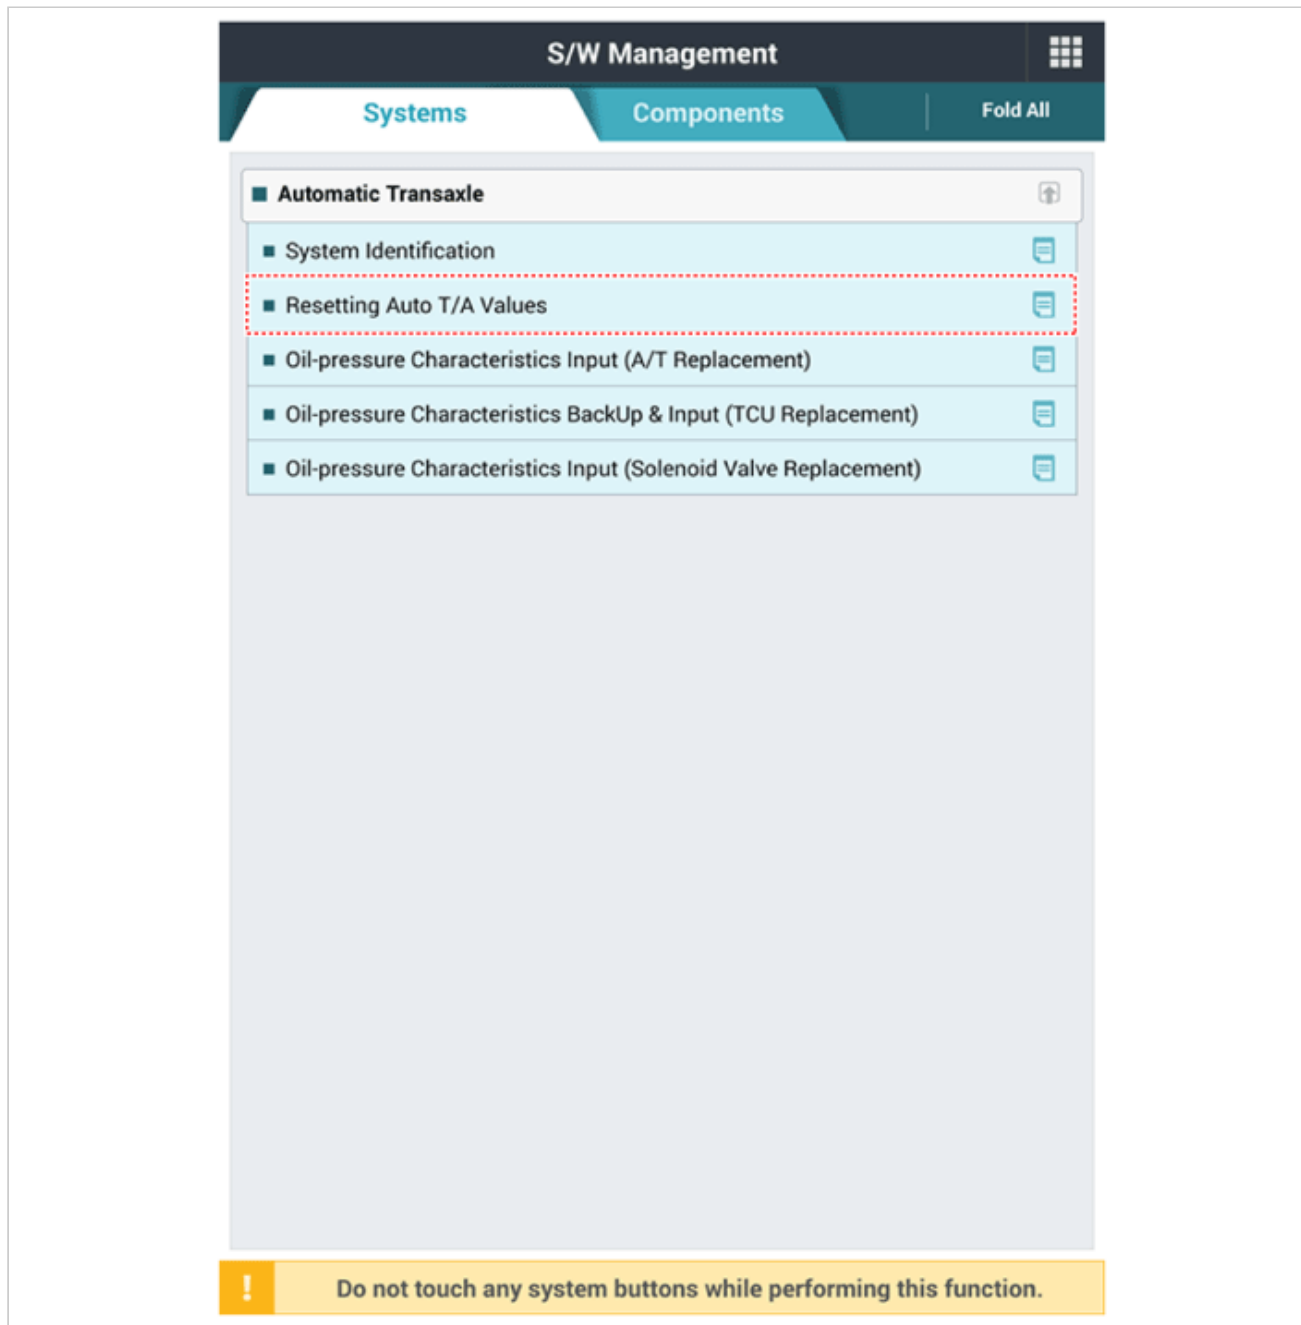 S/W Management
Systems
Components
Fold All
Automatic Transaxle
System Identification
Resetting Auto T/A Values
Oil-pressure Characteristics Input (A/T Replacement)
Oil-pressure Characteristics BackUp & Input (TCU Replacement)
Oil-pressure Characteristics Input (Solenoid Valve Replacement)
! Do not touch any system buttons while performing this function.